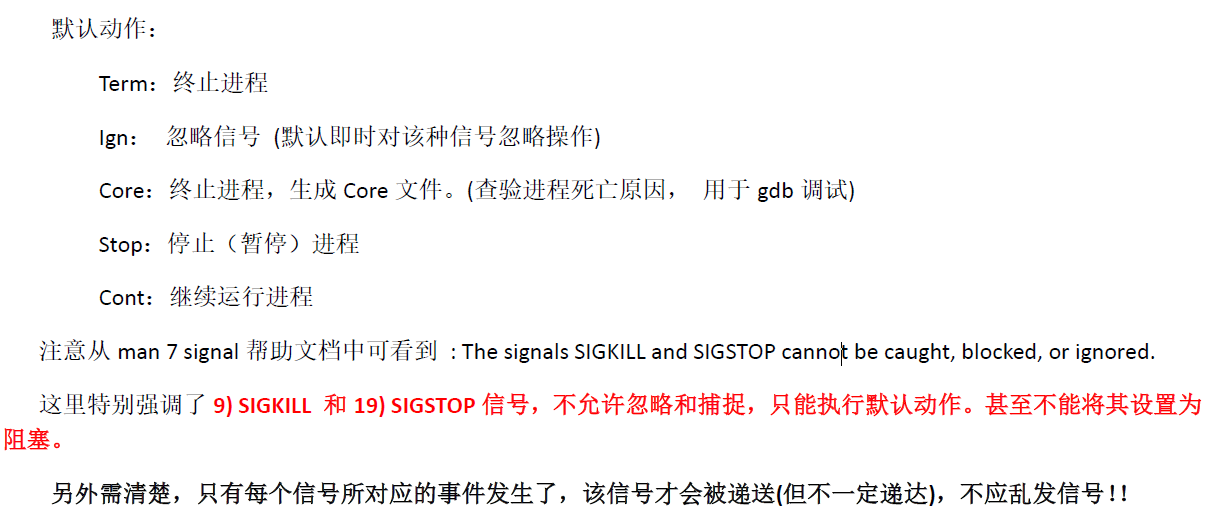 默认动作：
Term：终止进程
Ign： 忽略信号 (默认即时对该种信号忽略操作)
Core：终止进程，生成 Core 文件。(查验进程死亡原因， 用于 gdb 调试)
Stop：停止（暂停）进程
Cont：继续运行进程
注意从 man 7 signal 帮助文档中可看到 : The signals SIGKILL and SIGSTOP cannot be caught, blocked, or ignored.
这里特别强调了 9) SIGKILL 和 19) SIGSTOP 信号，不允许忽略和捕捉，只能执行默认动作。甚至不能将其设置为
阻塞。
另外需清楚，只有每个信号所对应的事件发生了，该信号才会被递送(但不一定递达)，不应乱发信号！！